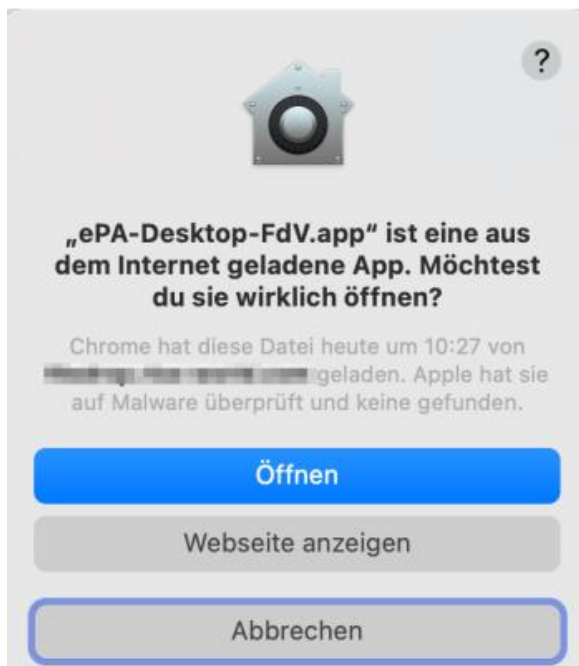 ?
„ePA-Desktop-FdV.app“ ist eine aus
dem Internet geladene App. Möchtest
du sie wirklich öffnen?
Chrome hat diese Datei heute um 10:27 von
geladen. Apple hat sie
auf Malware überprüft und keine gefunden.
Öffnen
Webseite anzeigen
Abbrechen